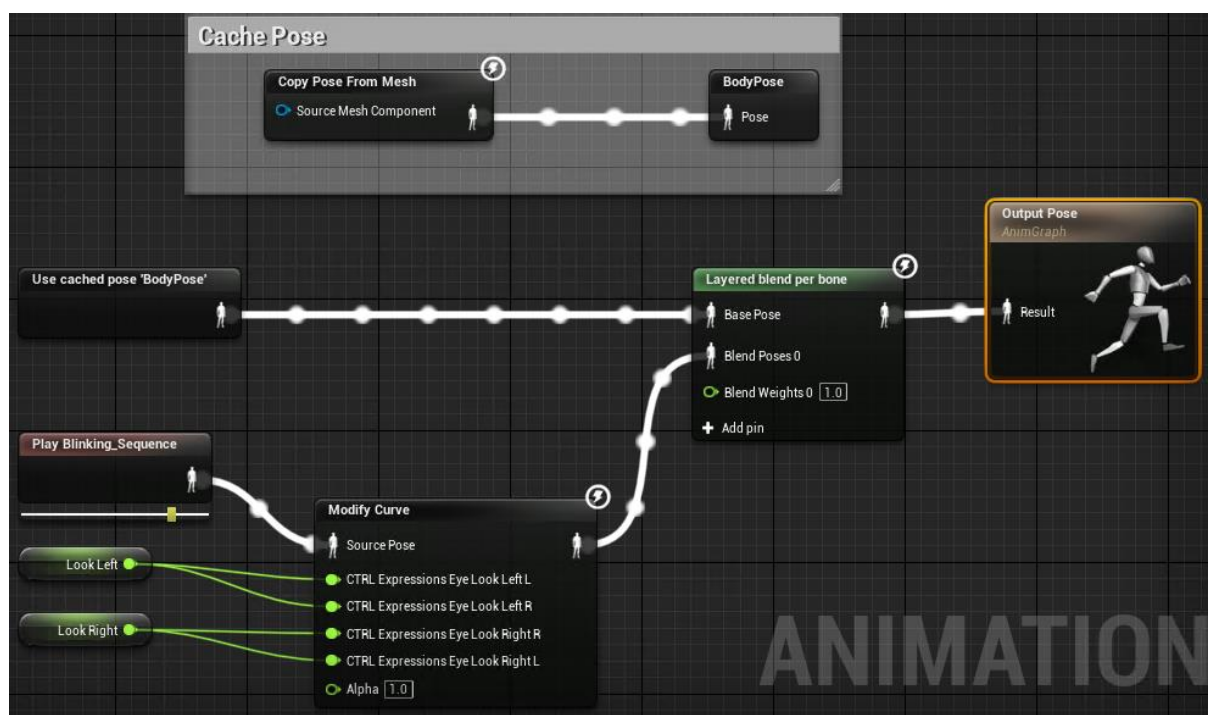 Cache Pose
Copy Pose From Mesh
Source Mesh Component
BodyPose
Pose
Output Pose
AnimGraph
Result
Use cached pose 'BodyPose'
Layered blend per bone
Base Pose
Blend Poses 0
Blend Weights 0 1.0
Add pin
Play Blinking_Sequence
Modify Curve
Source Pose
Look Left
CTRL Expressions Eye Look Left L
CTRL Expressions Eye Look Left R
Look Right
CTRL Expressions Eye Look Right R
CTRL Expressions Eye Look Right L
Alpha 1.0
ANIMATION